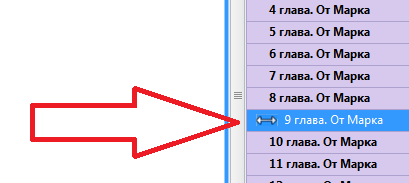 4 глава. От Марка
5 глава. От Марка
6 глава. От Марка
7 глава. От Марка
8 глава. От Марка
9 глава. От Марка
10 глава. От Марка
11 глава. От Марка